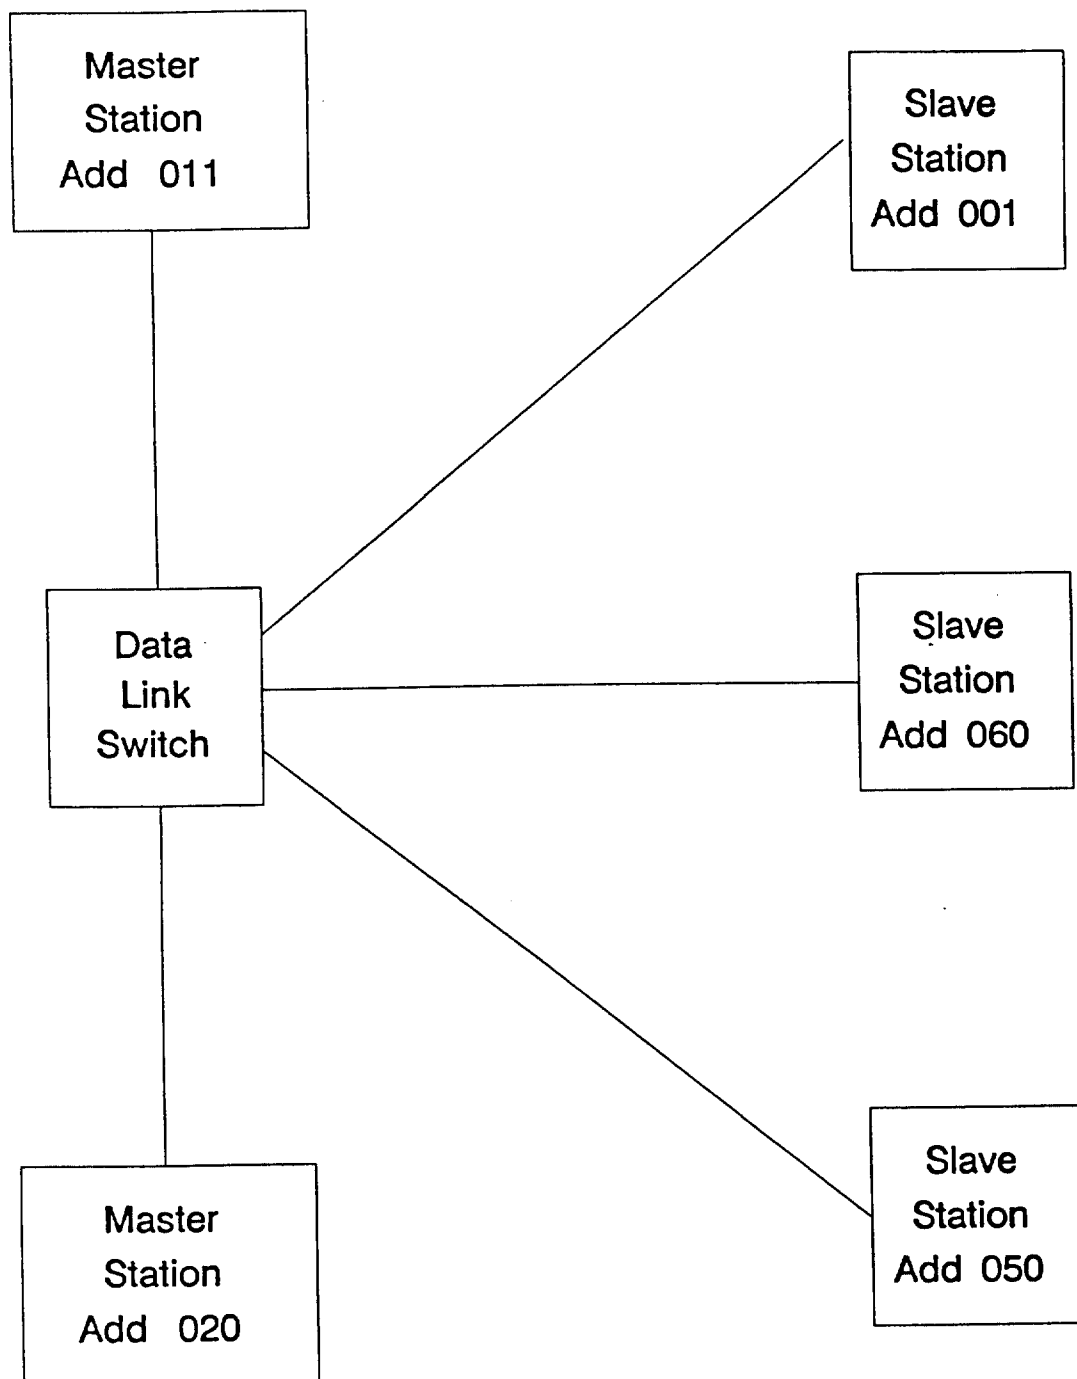 Master
Station
Add 011
Slave
Station
Add 001
Data
Link
Switch
Slave
Station
Add 060
Master
Station
Add 020
Slave
Station
Add 050